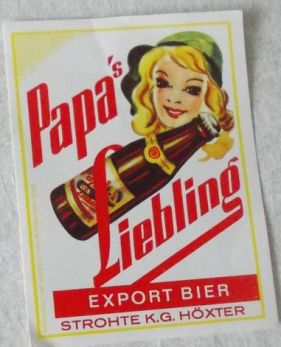 Papa's
Liebling
EXPORT BIER
STROHTE K.G. HÖXTER